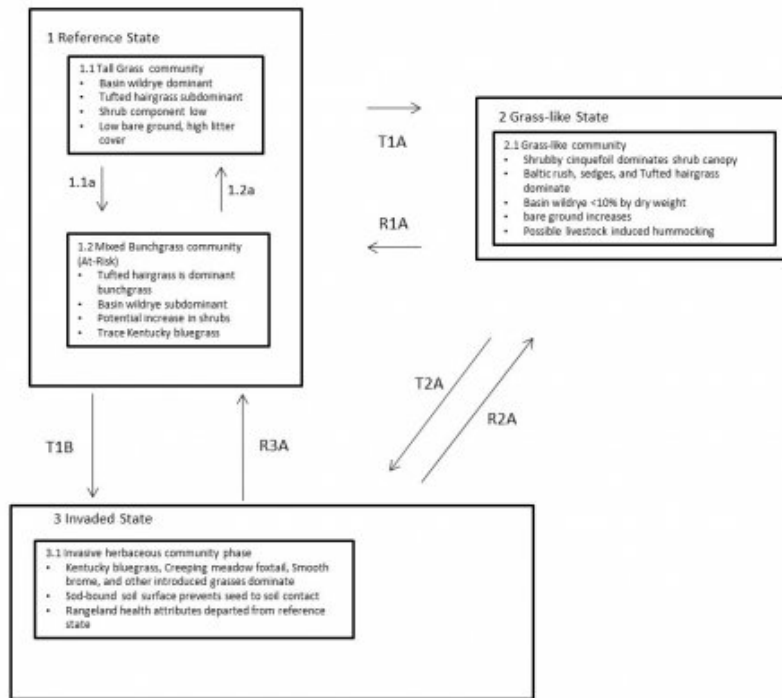 1 Reference State
1.1 Tall Grass community
• Basin wildrye dominant
• Tufted hairgrass subdominant
• Shrub component low
• Low bare ground, high litter
cover
1.1a
1.2a
1.2 Mixed Bunchgrass community
(At-Risk)
• Tufted hairgrass is dominant
bunchgrass
• Basin wildrye subdominant
• Potential increase in shrubs
• Trace Kentucky bluegrass
T1A
R1A
2 Grass-like State
2.1 Grass-like community
• Shrubby cinquefoil dominates shrub canopy
• Baltic rush, sedges, and Tufted hairgrass
dominate
• Basin wildrye <10% by dry weight
• bare ground increases
• Possible livestock induced hummocking
T1B
R3A
T2A
R2A
3 Invaded State
3.1 Invasive herbaceous community phase
• Kentucky bluegrass, Creeping meadow foxtail, Smooth
brome, and other introduced grasses dominate
• Sod-bound soil surface prevents seed to soil contact
• Rangeland health attributes departed from reference
state